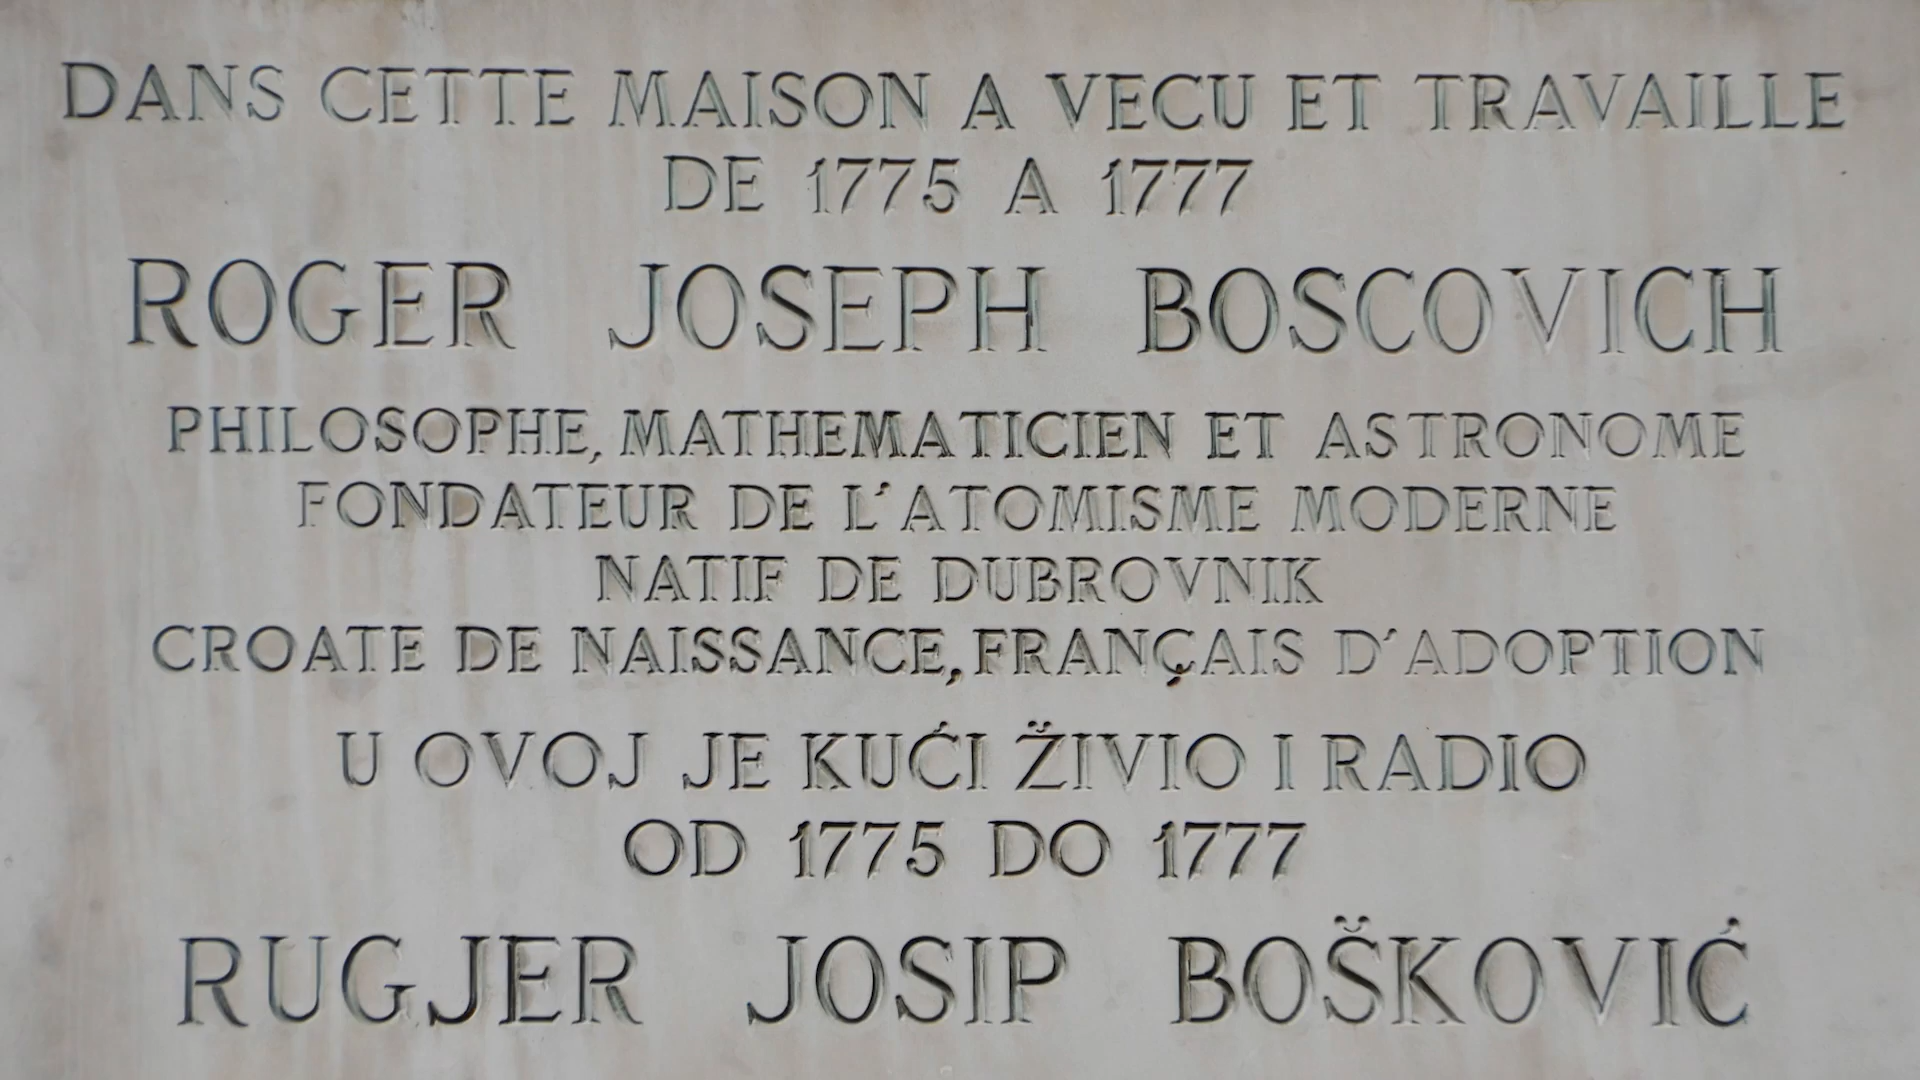 DANS CETTE MAISON A VECU ET TRAVAILLE
DE 1775 A 1777
ROGER JOSEPH BOSCOVICH
PHILOSOPHE, MATHEMATICIEN ET ASTRONOME
FONDATEUR DE L'ATOMISME MODERNE
NATIF DE DUBROVNIK
CROATE DE NAISSANCE, FRANÇAIS D'ADOPTION
U OVOJ JE KUĆI ŽIVIO I RADIO
OD 1775 DO 1777
RUGJER JOSIP BOŠKOVIĆ